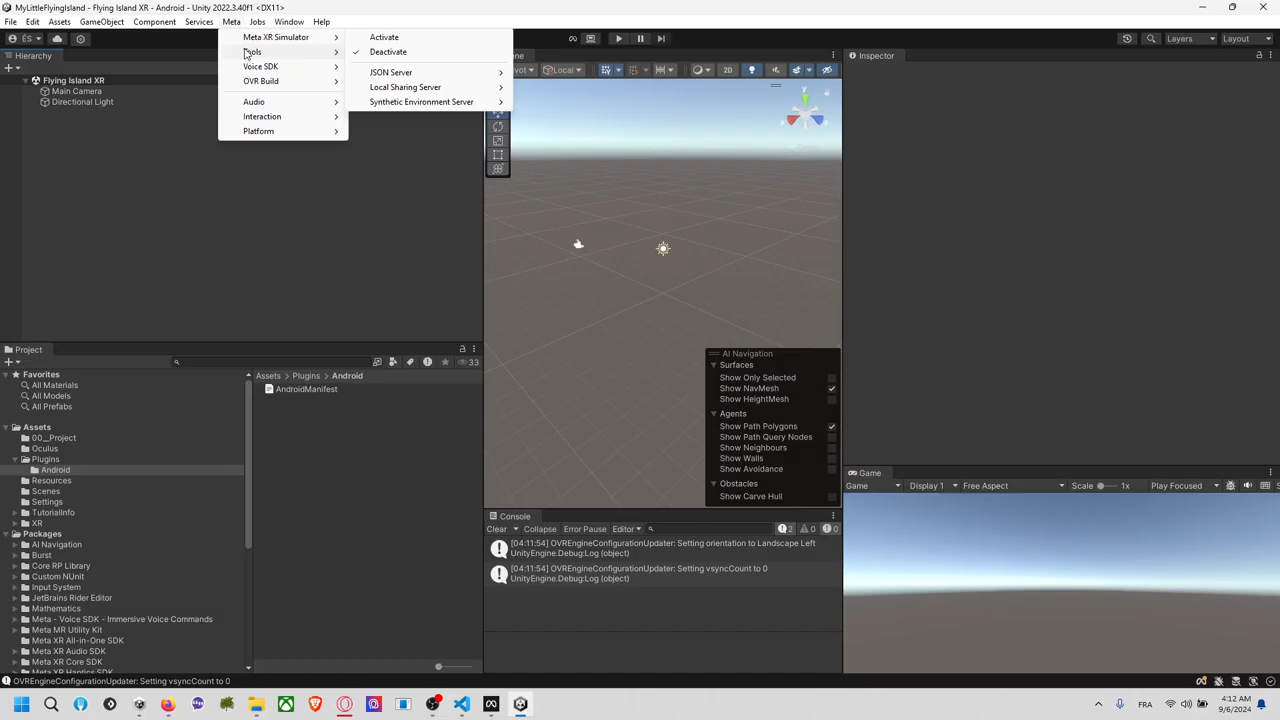 MyLittleFlyingIsland - Flying Island XR - Android - Unity 2022.3.40f1 <DX11>
File Edit Assets GameObject Component Services Meta Jobs Window Help
ÉS
Meta XR Simulator
Tools
Voice SDK
OVR Build
Audio
Interaction
Platform
Activate
Deactivate
JSON Server
Local Sharing Server
Synthetic Environment Server
Layers
Layout
Hierarchy
Flying Island XR
Main Camera
Directional Light
Local
2D
y
Inspector
AI Navigation
Surfaces
Show Only Selected
Show NavMesh
Show HeightMesh
Agents
Show Path Polygons
Show Path Query Nodes
Show Neighbours
Show Walls
Show Avoidance
Obstacles
Show Carve Hull
Project
33
Favorites
All Materials
All Models
All Prefabs
Assets
00__Project
Oculus
Plugins
Android
Resources
Scenes
Settings
TutorialInfo
XR
Packages
AI Navigation
Burst
Core RP Library
Custom NUnit
Input System
JetBrains Rider Editor
Mathematics
Meta - Voice SDK - Immersive Voice Commands
Meta MR Utility Kit
Meta XR All-in-One SDK
Meta XR Audio SDK
Meta XR Core SDK
Meta XR Haptics SDK
Assets Plugins Android
AndroidManifest
Console
Clear Collapse Error Pause Editor 2 0 0
[04:11:54] OVREngineConfigurationUpdater: Setting orientation to Landscape Left
UnityEngine.Debug:Log (object)
[04:11:54] OVREngineConfigurationUpdater: Setting vsyncCount to 0
UnityEngine.Debug:Log (object)
Game
Game Display 1 Free Aspect Scale 1x Play Focused
OVREngineConfigurationUpdater: Setting vsyncCount to 0
FRA
4:12 AM
9/6/2024